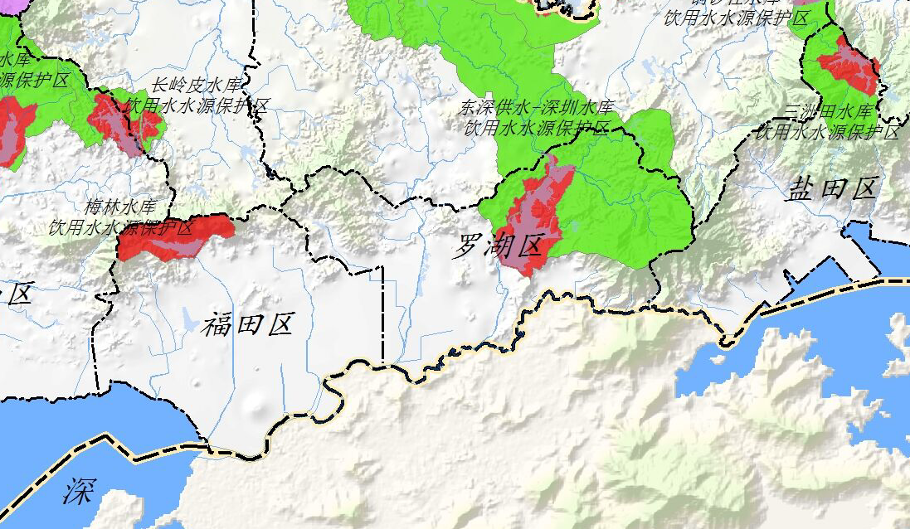 饮用水水源保护区
水库
源保护区
长岭皮水库
饮用水水源保护区
东深供水-深圳水库
饮用水水源保护区
三洲田水库
饮用水水源保护区
盐田区
梅林水库
饮用水水源保护区
罗湖区
区
福田区
深